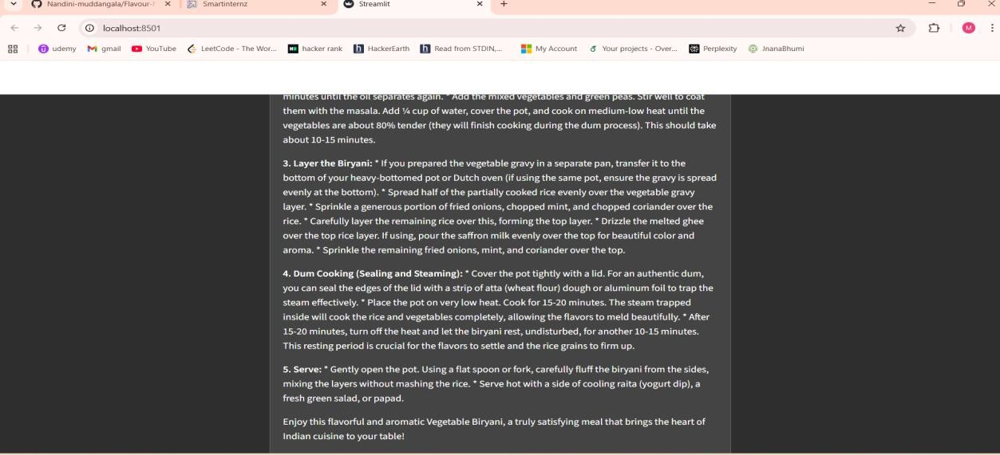 Nandini-muddangala/Flavour-
Smartinternz
Streamlit
localhost:8501
M
udemy
gmail
YouTube
LeetCode - The Wor...
hacker rank
HackerEarth
Read from STDIN,...
My Account
Your projects - Over...
Perplexity
JnanaBhumi
minutes until the oil separates again. * Add the mixed vegetables and green peas. Stir well to coat
them with the masala. Add ¼ cup of water, cover the pot, and cook on medium-low heat until the
vegetables are about 80% tender (they will finish cooking during the dum process). This should take
about 10-15 minutes.
3. Layer the Biryani: * If you prepared the vegetable gravy in a separate pan, transfer it to the
bottom of your heavy-bottomed pot or Dutch oven (if using the same pot, ensure the gravy is spread
evenly at the bottom). * Spread half of the partially cooked rice evenly over the vegetable gravy
layer. * Sprinkle a generous portion of fried onions, chopped mint, and chopped coriander over the
rice. * Carefully layer the remaining rice over this, forming the top layer. * Drizzle the melted ghee
over the top rice layer. If using, pour the saffron milk evenly over the top for beautiful color and
aroma. * Sprinkle the remaining fried onions, mint, and coriander over the top.
4. Dum Cooking (Sealing and Steaming): * Cover the pot tightly with a lid. For an authentic dum,
you can seal the edges of the lid with a strip of atta (wheat flour) dough or aluminum foil to trap the
steam effectively. * Place the pot on very low heat. Cook for 15-20 minutes. The steam trapped
inside will cook the rice and vegetables completely, allowing the flavors to meld beautifully. * After
15-20 minutes, turn off the heat and let the biryani rest, undisturbed, for another 10-15 minutes.
This resting period is crucial for the flavors to settle and the rice grains to firm up.
5. Serve: * Gently open the pot. Using a flat spoon or fork, carefully fluff the biryani from the sides,
mixing the layers without mashing the rice. * Serve hot with a side of cooling raita (yogurt dip), a
fresh green salad, or papad.
Enjoy this flavorful and aromatic Vegetable Biryani, a truly satisfying meal that brings the heart of
Indian cuisine to your table!